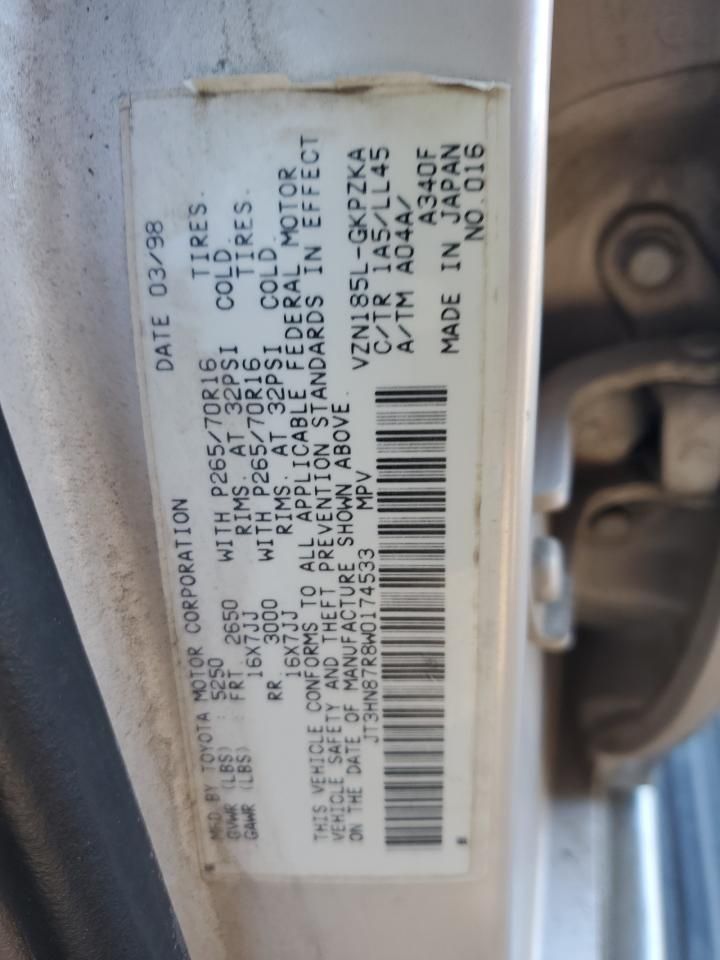 MFD BY TOYOTA MOTOR CORPORATION DATE 03/98
GVWR (LBS) : 5250
GAWR (LBS) : FRT 2650 WITH P265/70R16 TIRES.
16X7JJ RIMS. AT 32PSI COLD
RR. 3000 WITH P265/70R16 TIRES.
16X7JJ RIMS. AT 32PSI COLD.
THIS VEHICLE CONFORMS TO ALL APPLICABLE FEDERAL MOTOR
VEHICLE SAFETY AND THEFT PREVENTION STANDARDS IN EFFECT
ON THE DATE OF MANUFACTURE SHOWN ABOVE.
JT3HN87R8W0174533 MPV
VZN185L-GKPZKA
C/TR 1A5/LL45
A/TM A04A/
A340F
MADE IN JAPAN
NO.016